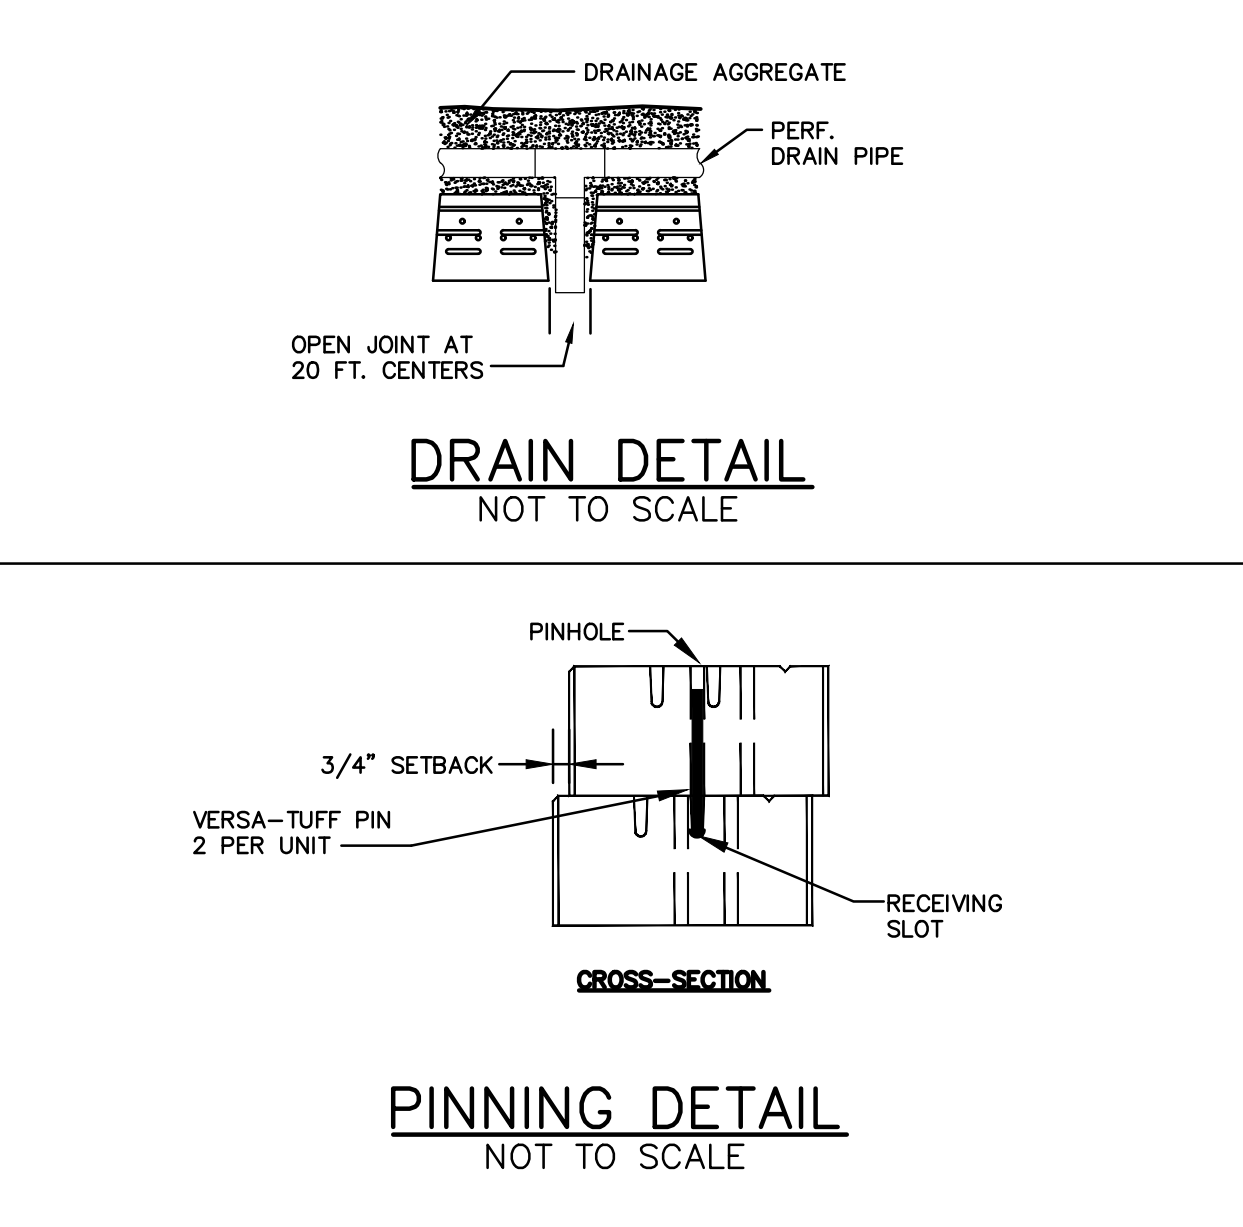 DRAINAGE AGGREGATE
PERF.
DRAIN PIPE
OPEN JOINT AT
20 FT. CENTERS
DRAIN DETAIL
NOT TO SCALE
PINHOLE
3/4" SETBACK
VERSA-TUFF PIN
2 PER UNIT
RECEIVING
SLOT
CROSS-SECTION
PINNING DETAIL
NOT TO SCALE